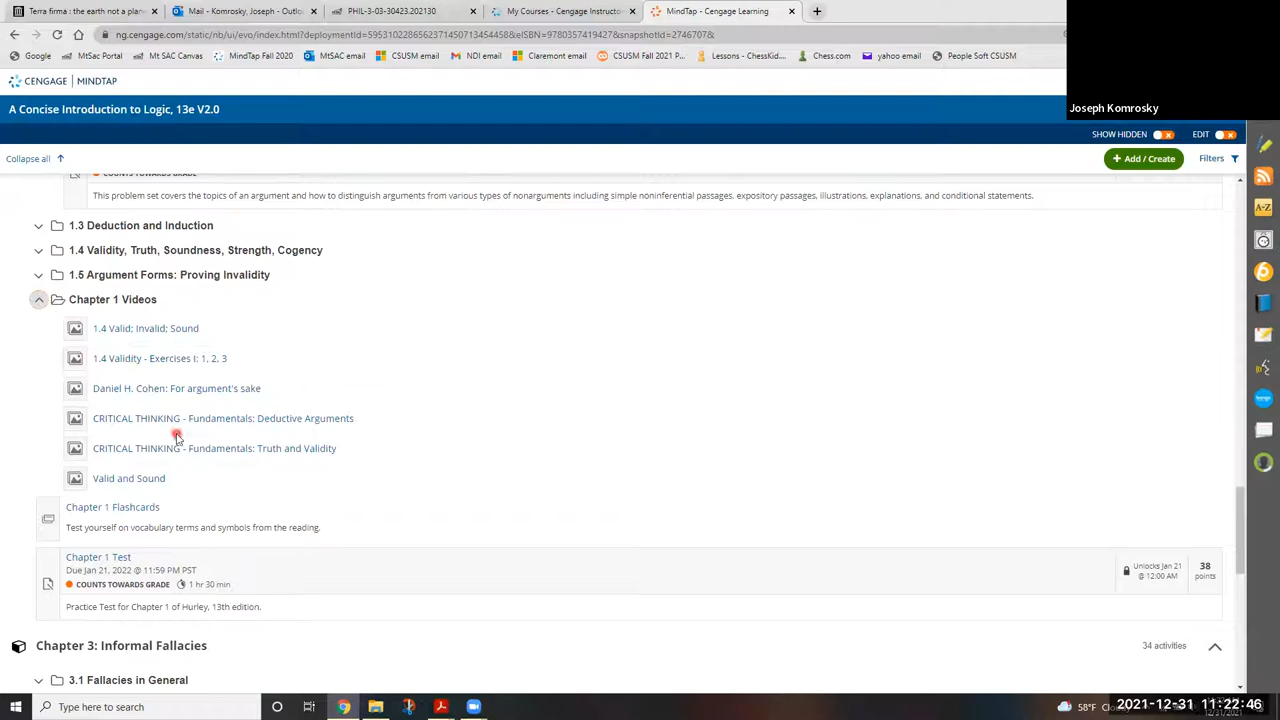 Terra firma: the earth not a plane
Mail - Komrosky, Joseph - Outlo
PHIL-3-03-30423.202130
My Courses - Cengage Instructo
MindTap - Cengage Learning
ng.cengage.com/static/nb/ui/evo/index.html?deploymentId=59531022865623714507134544588&eISBN=9780357419427&snapshotId=2746707&
Google
MtSac Portal
Mt SAC Canvas
MindTap Fall 2020
MtSAC email
CSUSM email
NDI email
Claremont email
CSUSM Fall 2021 P...
Lessons - ChessKid...
Chess.com
yahoo email
People Soft CSUSM
Joseph Komrosky
CENGAGE | MINDTAP
A Concise Introduction to Logic, 13e V2.0
SHOW HIDDEN
EDIT
Collapse all
+ Add / Create
Filters
COUNTS TOWARDS GRADE
This problem set covers the topics of an argument and how to distinguish arguments from various types of nonarguments including simple noninferential passages, expository passages, illustrations, explanations, and conditional statements.
1.3 Deduction and Induction
1.4 Validity, Truth, Soundness, Strength, Cogency
1.5 Argument Forms: Proving Invalidity
Chapter 1 Videos
1.4 Valid; Invalid; Sound
1.4 Validity - Exercises I: 1, 2, 3
Daniel H. Cohen: For argument's sake
CRITICAL THINKING - Fundamentals: Deductive Arguments
CRITICAL THINKING - Fundamentals: Truth and Validity
Valid and Sound
Chapter 1 Flashcards
Test yourself on vocabulary terms and symbols from the reading.
Chapter 1 Test
Due Jan 21, 2022 @ 11:59 PM PST
COUNTS TOWARDS GRADE
1 hr 30 min
Unlocks Jan 21
@ 12:00 AM
38
points
Practice Test for Chapter 1 of Hurley, 13th edition.
Chapter 3: Informal Fallacies
34 activities
3.1 Fallacies in General
A-Z
Type here to search
58°F
2021-12-31 11:22:46